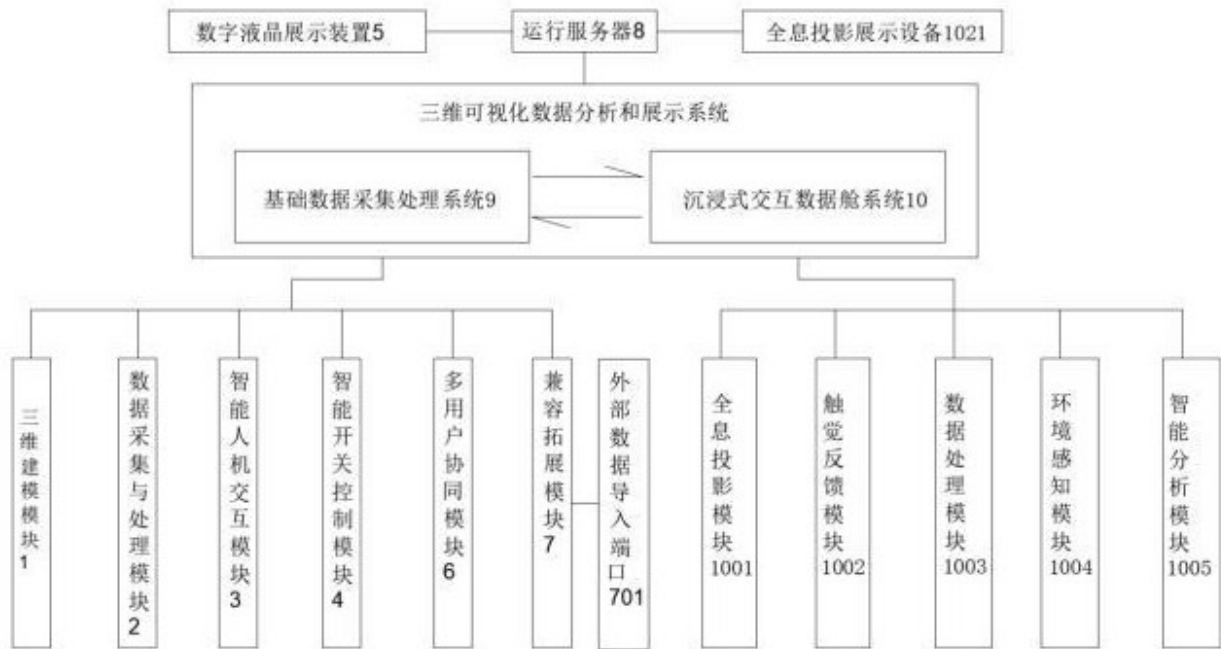 数字液晶展示装置5
运行服务器8
全息投影展示设备1021
三维可视化数据分析和展示系统
基础数据采集处理系统9
沉浸式交互数据舱系统10
三维建模模块1
数据采集与处理模块2
智能人机交互模块3
智能开关控制模块4
多用户协同模块6
兼容拓展模块7
外部数据导入端口701
全息投影模块1001
触觉反馈模块1002
数据处理模块1003
环境感知模块1004
智能分析模块1005